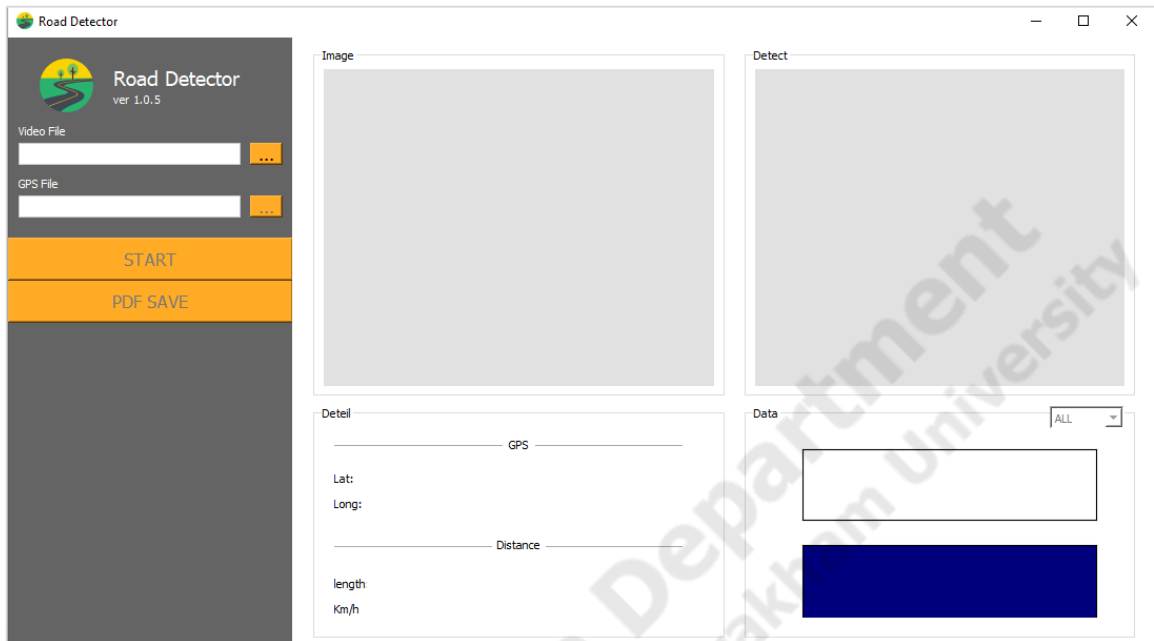 Road Detector
Road Detector
ver 1.0.5
Video File
...
GPS File
...
START
PDF SAVE
Image
Detect
Deteil
GPS
Lat:
Long:
Distance
length
Km/h
Data
ALL
Department
University